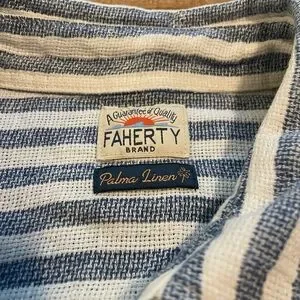 A Guarantee of Quality
FAHERTY
BRAND
Palma Linen